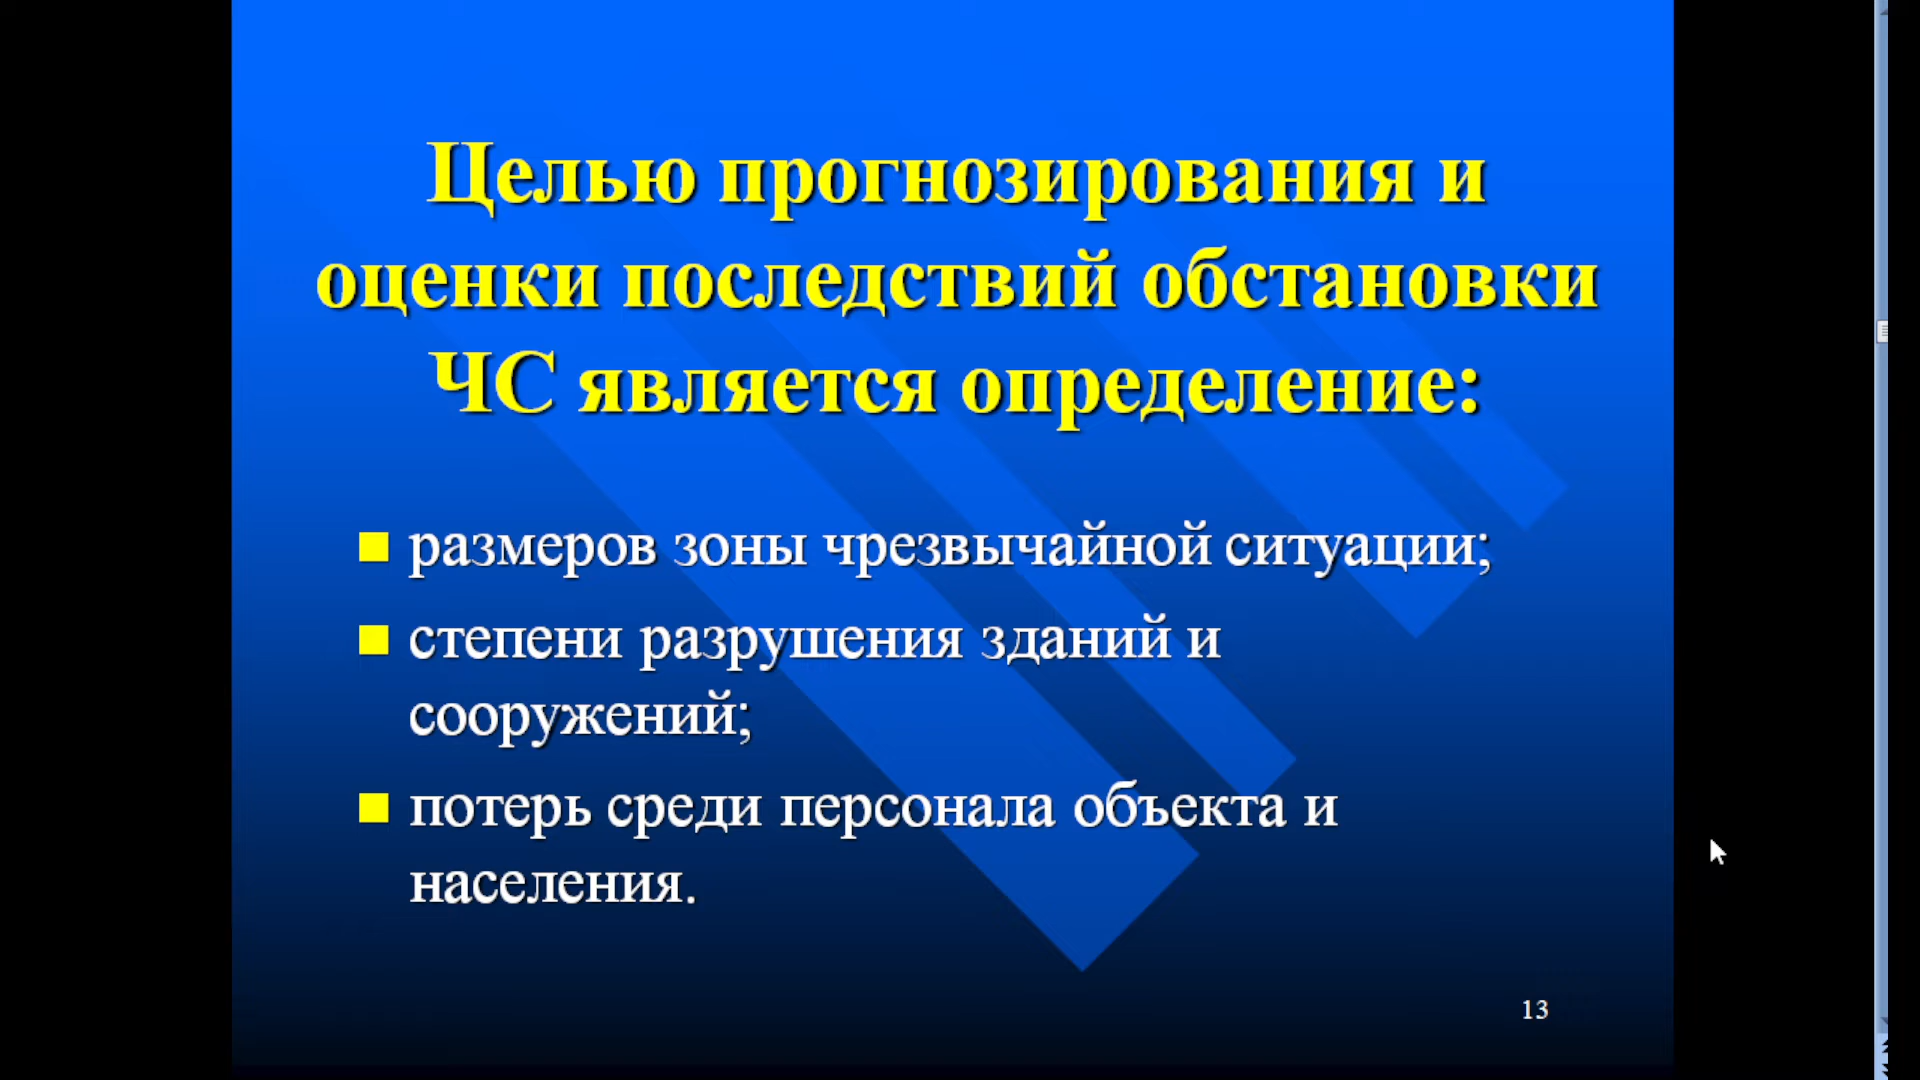 Целью прогнозирования и
оценки последствий обстановки
ЧС является определение:
размеров зоны чрезвычайной ситуации;
степени разрушения зданий и
сооружений;
потерь среди персонала объекта и
населения.
13